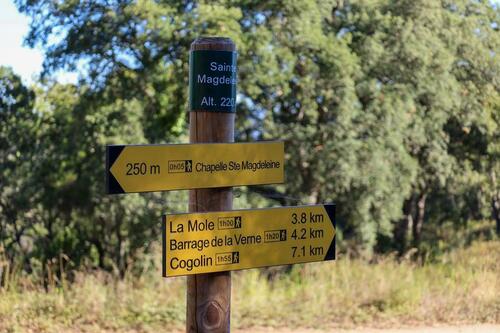 Sainte
Magdeleine
Alt. 220
250 m 0h05 Chapelle Ste Magdeleine
La Mole 1h00 3.8 km
Barrage de la Verne 1h20 4.2 km
Cogolin 1h55 7.1 km